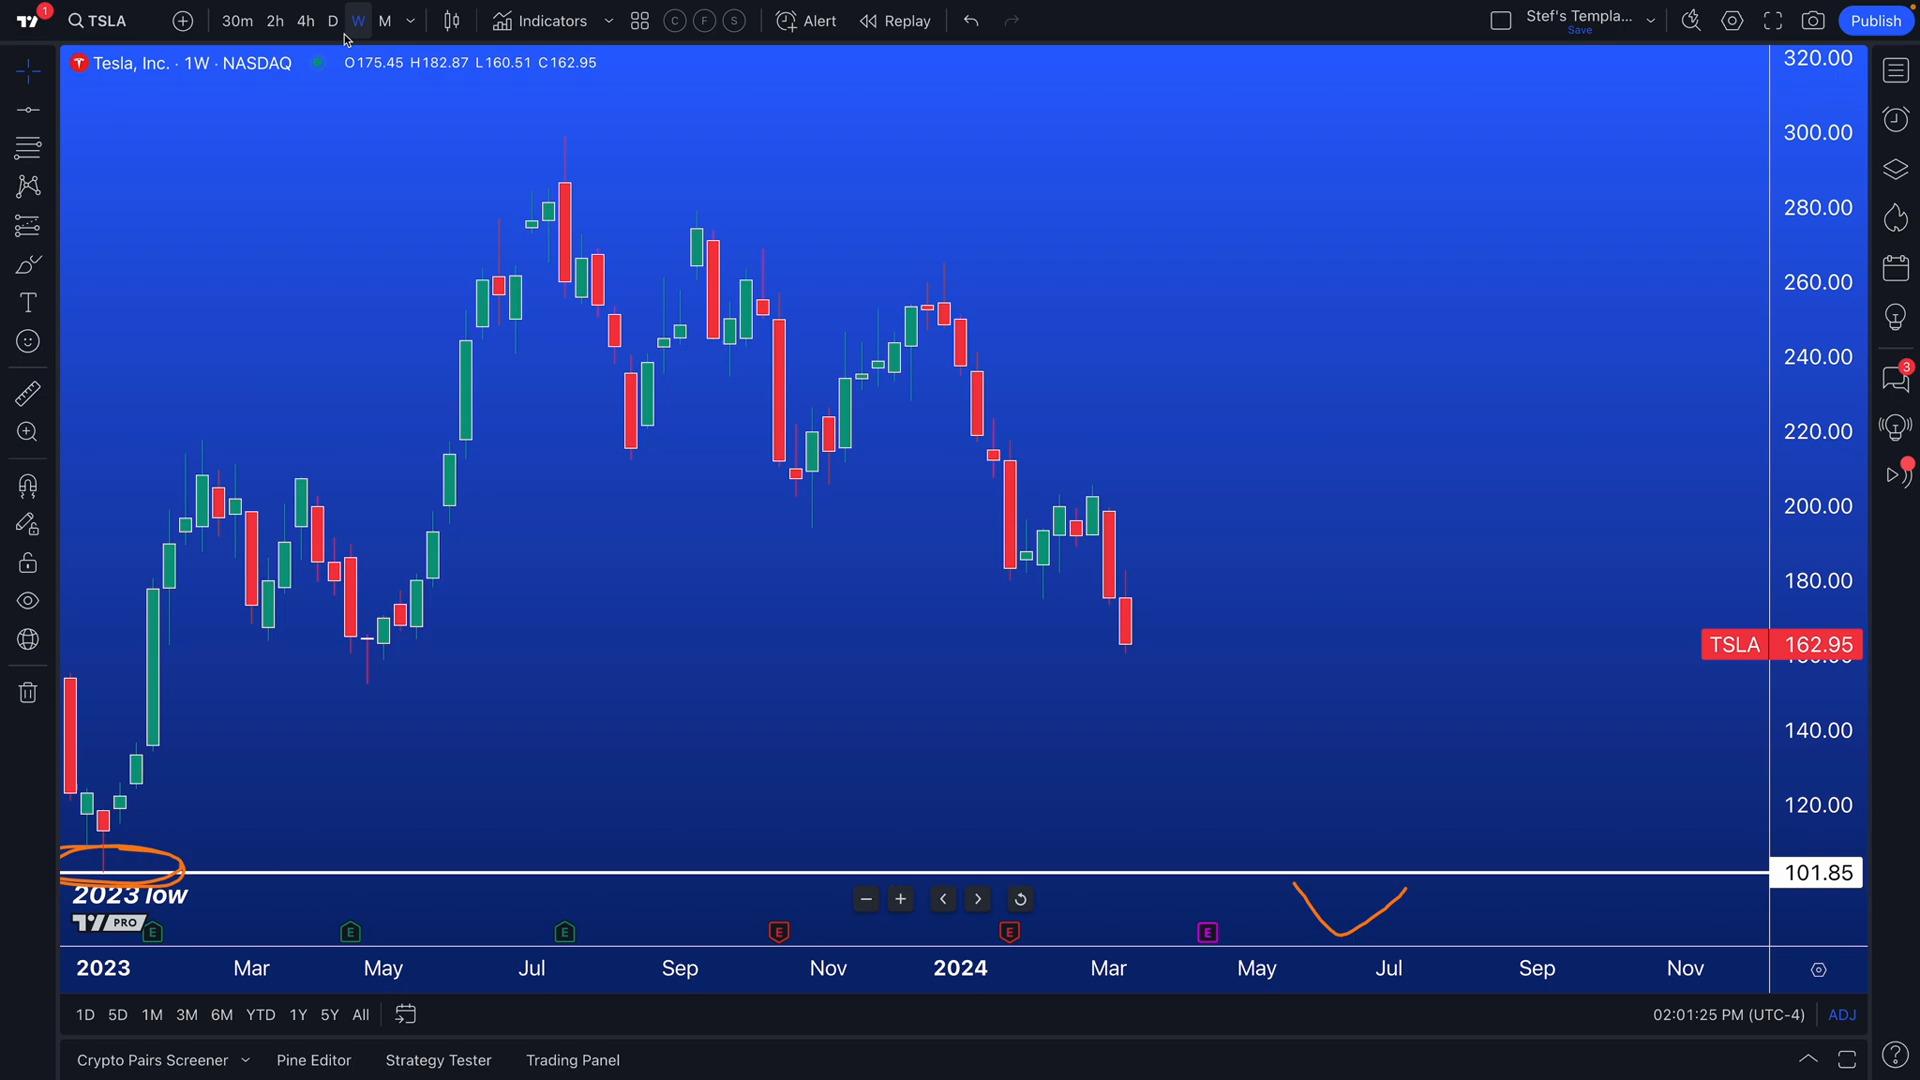 1
TSLA
30m 2h 4h D W M
Indicators
C F S
Alert
Replay
Stef's Templa...
Save
Publish
Tesla, Inc. · 1W · NASDAQ
O175.45 H182.87 L160.51 C162.95
320.00
300.00
280.00
260.00
240.00
220.00
200.00
180.00
TSLA 162.95
140.00
120.00
101.85
3
2023 low
PRO
E E E E E E
2023 Mar May Jul Sep Nov 2024 Mar May Jul Sep Nov
1D 5D 1M 3M 6M YTD 1Y 5Y All
02:01:25 PM (UTC-4) ADJ
Crypto Pairs Screener Pine Editor Strategy Tester Trading Panel